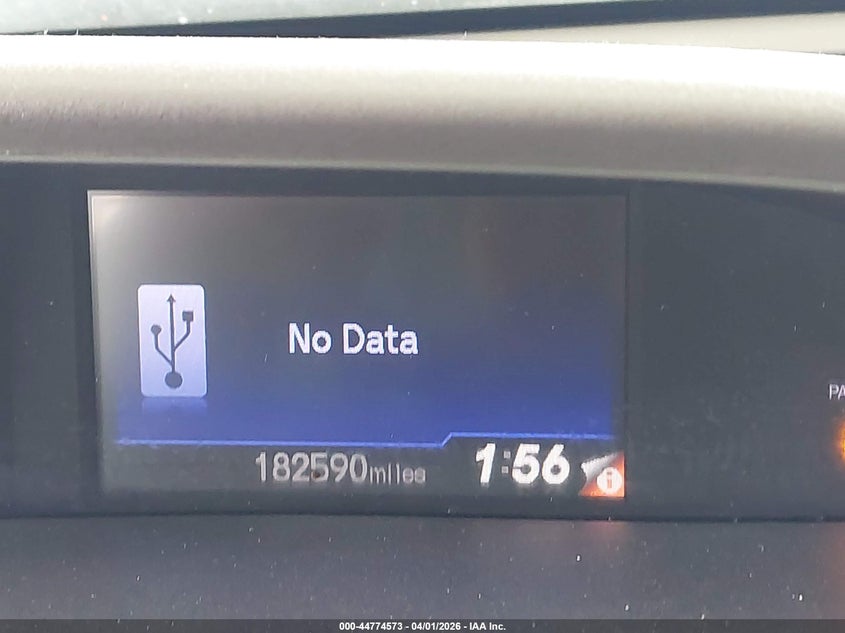 No Data
182590miles
1:56
PA
000-44774573 - 04/01/2026 - IAA Inc.